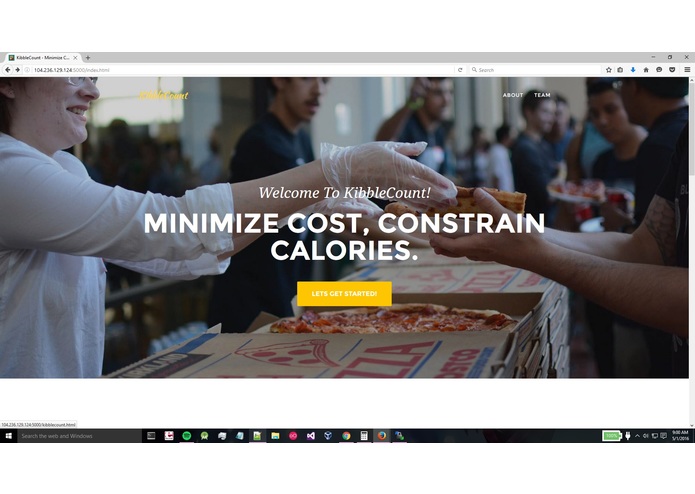 KibbleCount - Minimize C...
104.236.129.124:5000/index.html
Search
KibbleCount
ABOUT
TEAM
Welcome To KibbleCount!
MINIMIZE COST, CONSTRAIN
CALORIES.
LETS GET STARTED!
PIZZA
104.236.129.124:5000/kibblecount.html
Search the web and Windows
100%
9:00 AM
5/1/2016